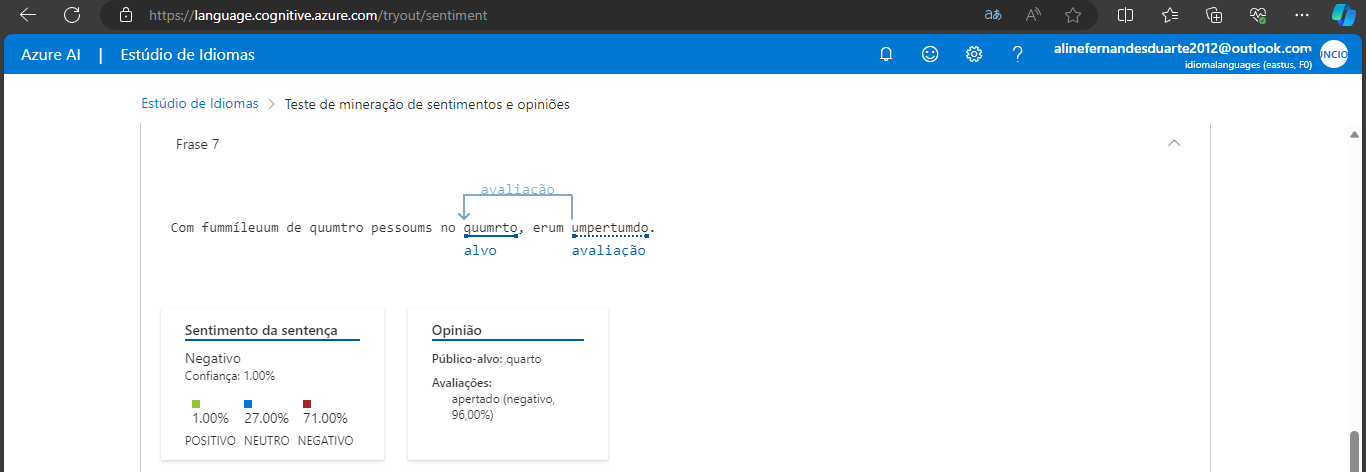 https://language.cognitive.azure.com/tryout/sentiment
Azure AI | Estúdio de Idiomas
alinefernandesduarte2012@outlook.com
idiomalanguages (eastus, F0)
UNCIO
Estúdio de Idiomas > Teste de mineração de sentimentos e opiniões
Frase 7
avaliação
Com fummíleuum de quumtro pessoums no quumrto, erum umpertumdo.
alvo avaliação
Sentimento da sentença
Negativo
Confiança: 1.00%
1.00% 27.00% 71.00%
POSITIVO NEUTRO NEGATIVO
Opinião
Público-alvo: quarto
Avaliações:
apertado (negativo,
96,00%)